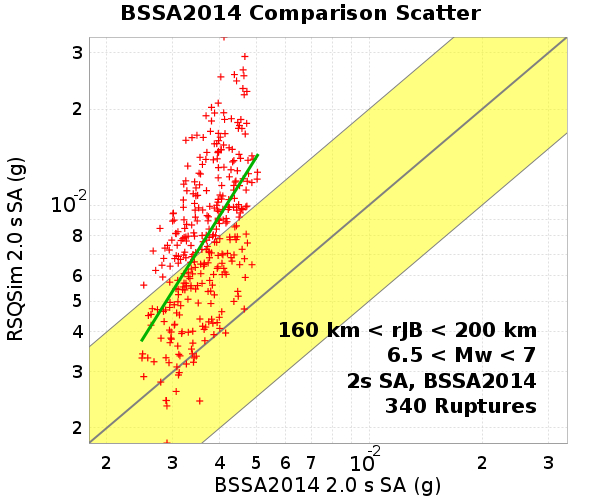 BSSA2014 Comparison Scatter
3
2
10-2
8
6
5
4
3
2
RSQSim 2.0 s SA (g)
160 km < rJB < 200 km
6.5 < Mw < 7
2s SA, BSSA2014
340 Ruptures
2 3 4 5 6 7 10-2 2 3
BSSA2014 2.0 s SA (g)